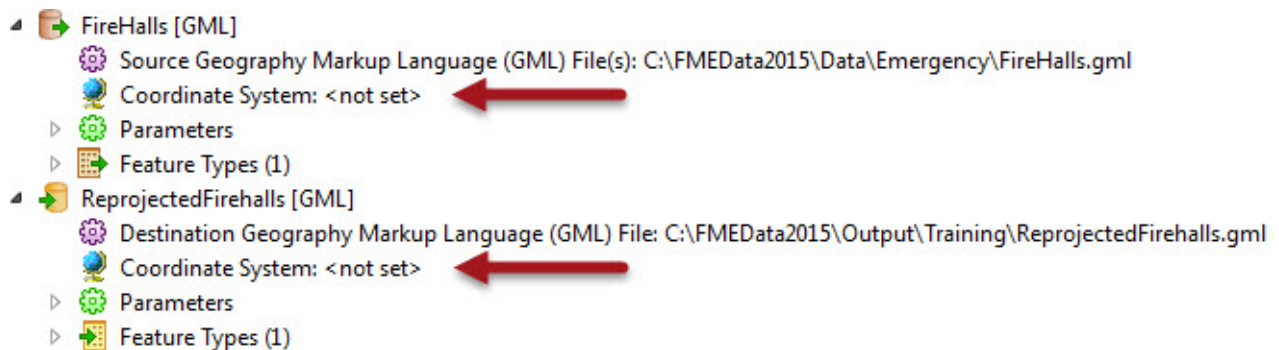 FireHalls [GML]
Source Geography Markup Language (GML) File(s): C:\FMEData2015\Data\Emergency\FireHalls.gml
Coordinate System: <not set>
Parameters
Feature Types (1)
ReprojectedFirehalls [GML]
Destination Geography Markup Language (GML) File: C:\FMEData2015\Output\Training\ReprojectedFirehalls.gml
Coordinate System: <not set>
Parameters
Feature Types (1)